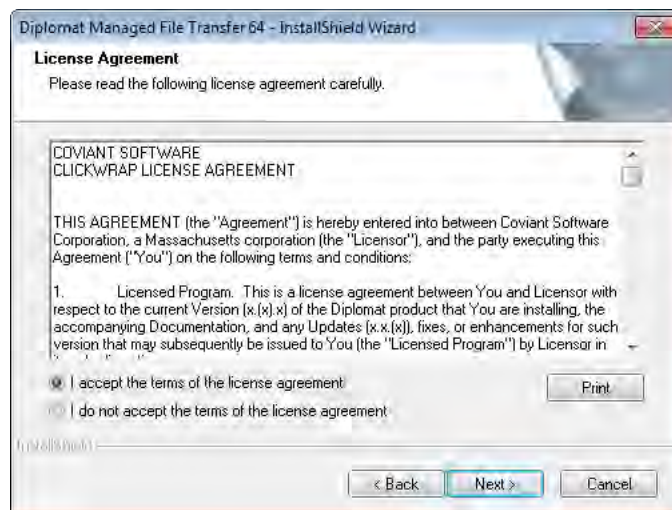 Diplomat Managed File Transfer 64 - InstallShield Wizard
License Agreement
Please read the following license agreement carefully.
COVIANT SOFTWARE
CLICKWRAP LICENSE AGREEMENT
THIS AGREEMENT (the "Agreement") is hereby entered into between Coviant Software
Corporation, a Massachusetts corporation (the "Licensor"), and the party executing this
Agreement ("You") on the following terms and conditions:
1. Licensed Program. This is a license agreement between You and Licensor with
respect to the current Version (x.(x).x) of the Diplomat product that You are installing, the
accompanying Documentation, and any Updates (x.x.(x)), fixes, or enhancements for such
version that may subsequently be issued to You (the "Licensed Program") by Licensor in
I accept the terms of the license agreement
Print
I do not accept the terms of the license agreement
InstallShield
< Back
Next >
Cancel